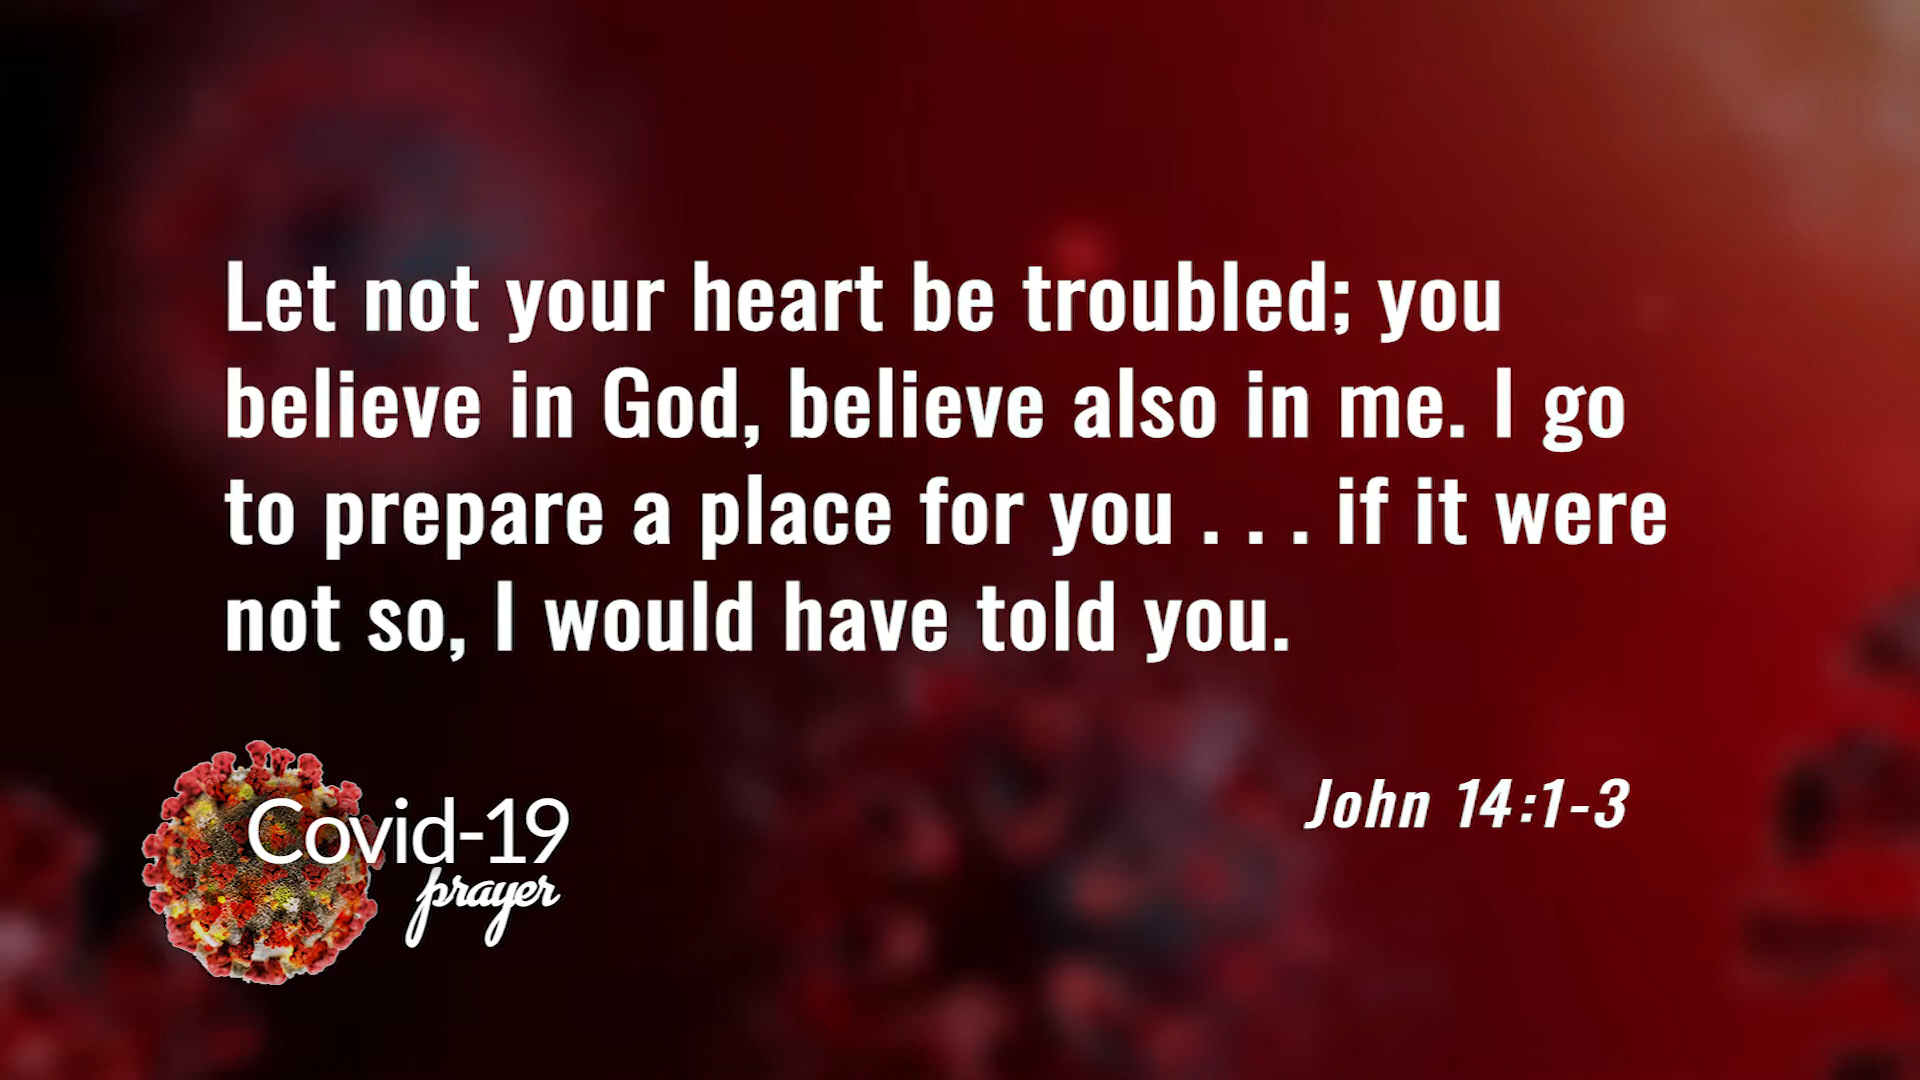 Let not your heart be troubled; you
believe in God, believe also in me. I go
to prepare a place for you . . . if it were
not so, I would have told you.
John 14:1-3
Covid-19
prayer